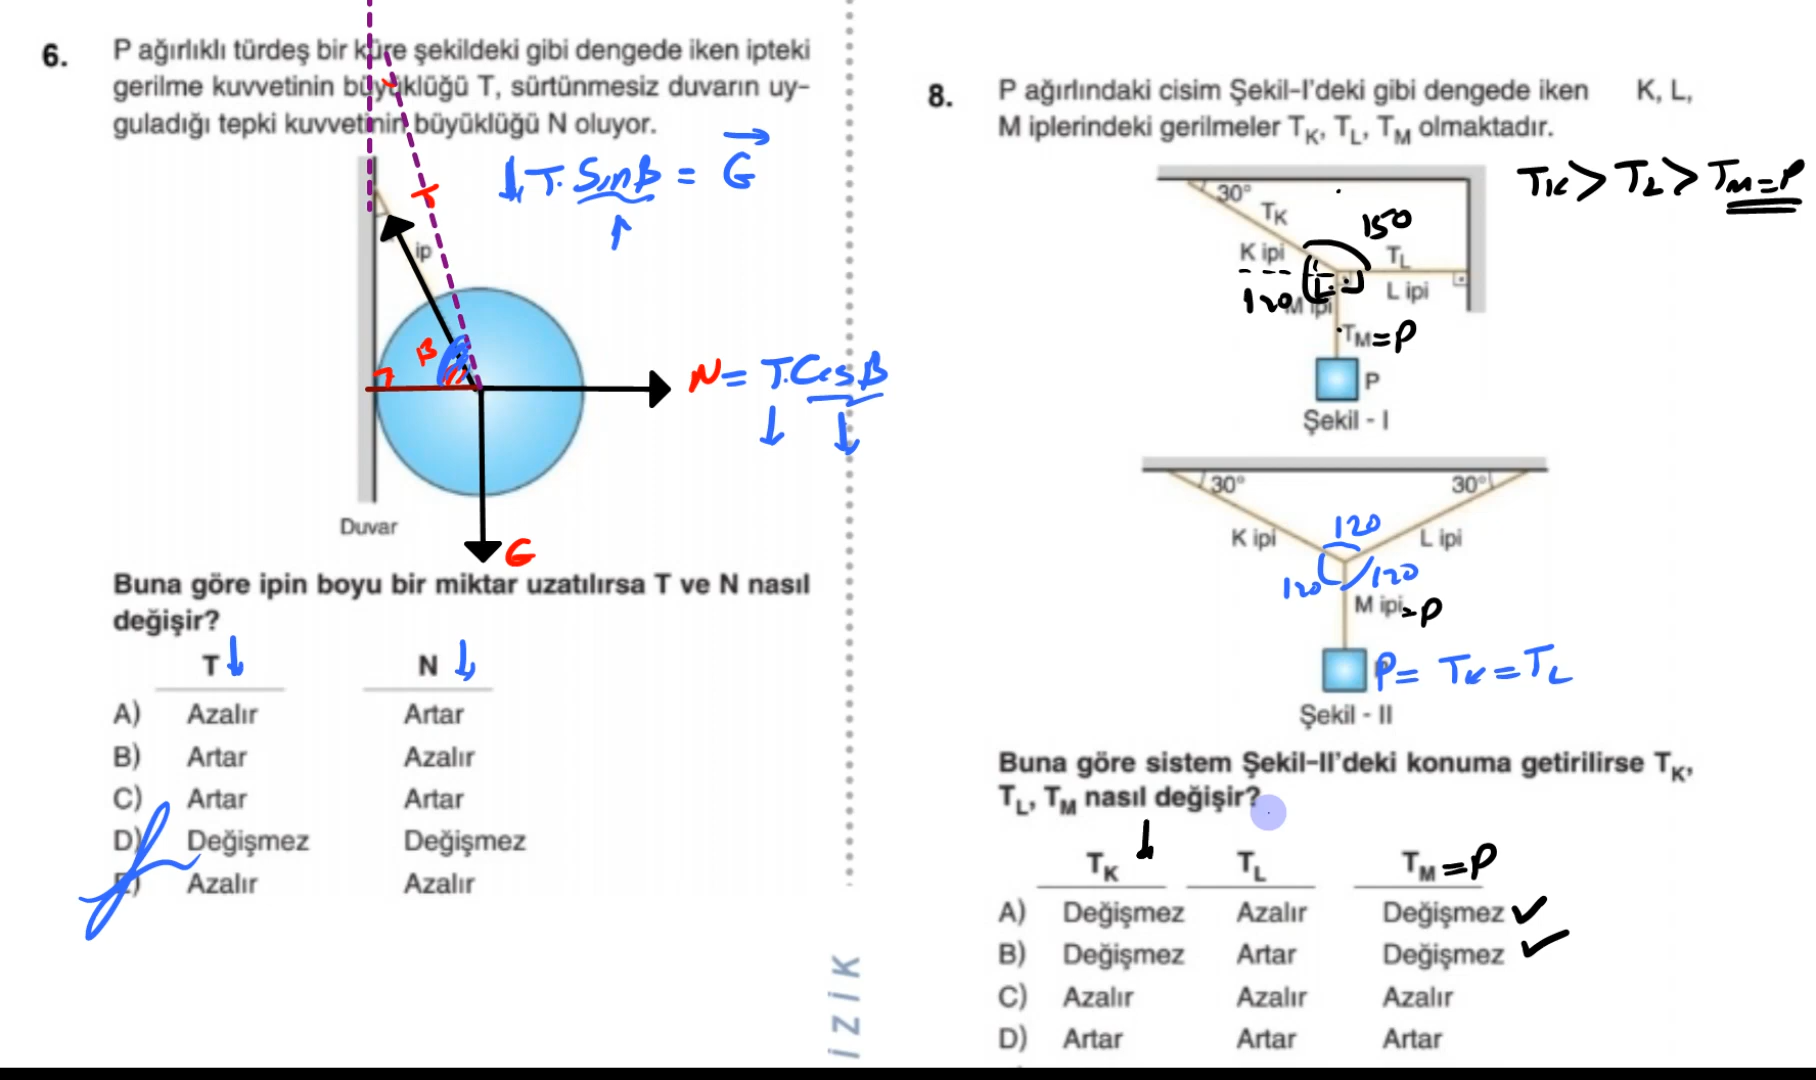 6.
P ağırlıklı türdeş bir küre şekildeki gibi dengede iken ipteki
gerilme kuvvetinin büyüklüğü T, sürtünmesiz duvarın uy-
guladığı tepki kuvvetinin büyüklüğü N oluyor.
T. Sinβ = G
ip
B
N = T.Cosβ
G
Duvar
Buna göre ipin boyu bir miktar uzatılırsa T ve N nasıl
değişir?
T N
A) Azalır Artar
B) Artar Azalır
C) Artar Artar
D) Değişmez Değişmez
E) Azalır Azalır
İZİK
8.
P ağırlındaki cisim Şekil-I'deki gibi dengede iken K, L,
M iplerindeki gerilmeler TK, TL, TM olmaktadır.
TK > TL > TM = P
30°
TK
150
K ipi
TL
120
M ipi
L ipi
TM = P
P
Şekil - I
30° 30°
K ipi
120
L ipi
120
120
M ipi = P
P = TK = TL
Şekil - II
Buna göre sistem Şekil-II'deki konuma getirilirse TK,
TL, TM nasıl değişir?
TK TL TM = P
A) Değişmez Azalır Değişmez
B) Değişmez Artar Değişmez
C) Azalır Azalır Azalır
D) Artar Artar Artar